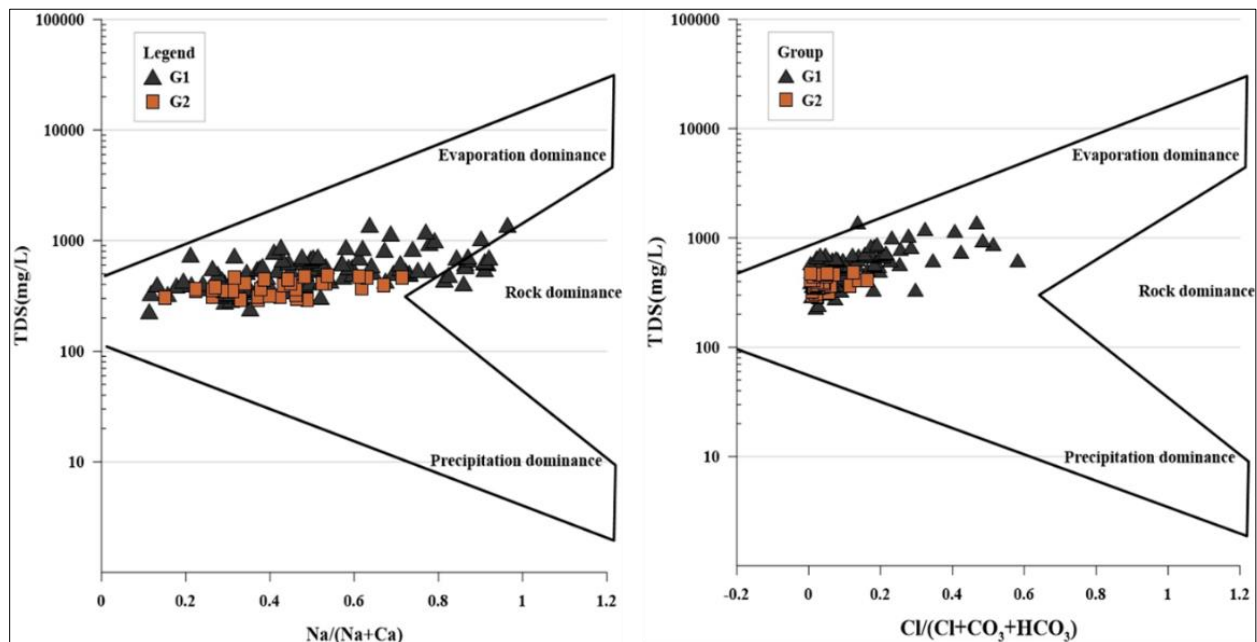 100000
10000
1000
100
10
TDS(mg/L)
Legend
G1
G2
Evaporation dominance
Rock dominance
Precipitation dominance
0 0.2 0.4 0.6 0.8 1 1.2
Na/(Na+Ca)
100000
10000
1000
100
10
TDS(mg/L)
Group
G1
G2
Evaporation dominance
Rock dominance
Precipitation dominance
-0.2 0 0.2 0.4 0.6 0.8 1 1.2
Cl/(Cl+CO₃+HCO₃)